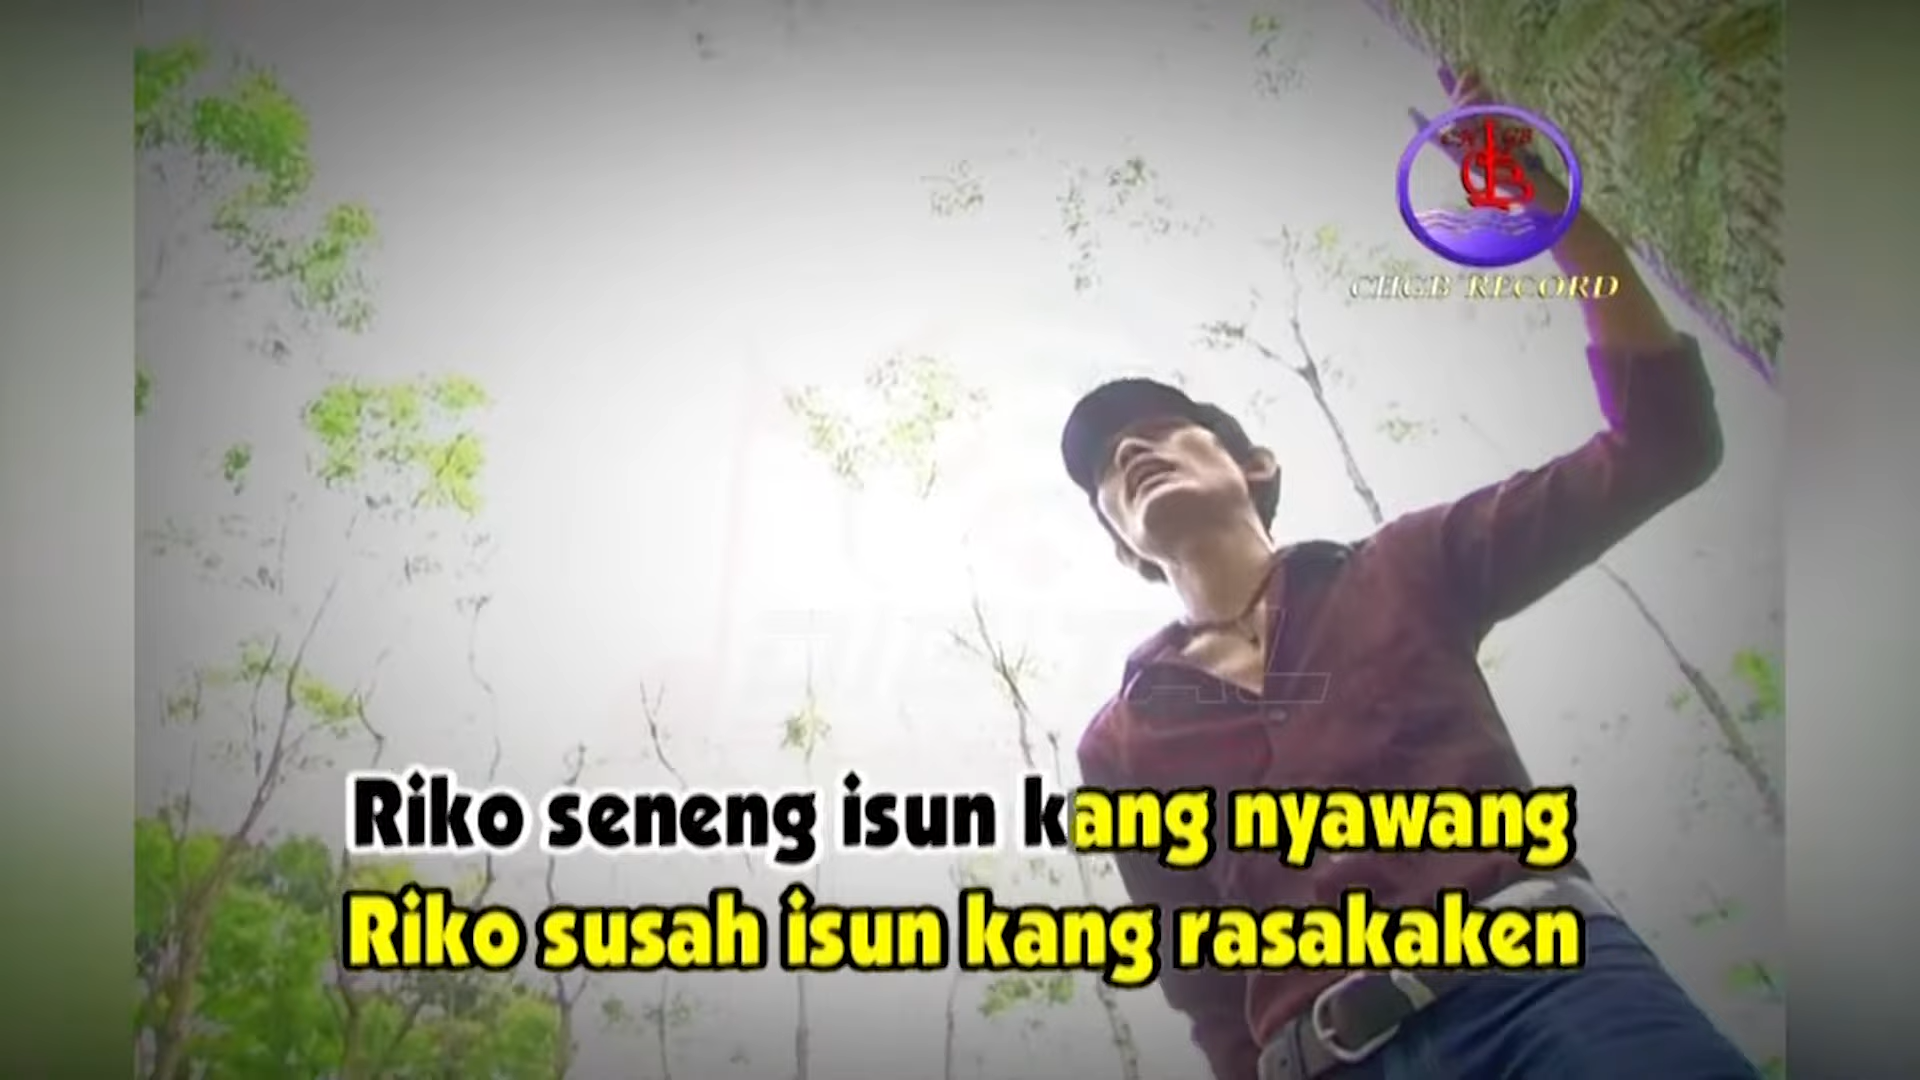 CHGB RECORD
Riko seneng isun kang nyawang
Riko susah isun kang rasakaken